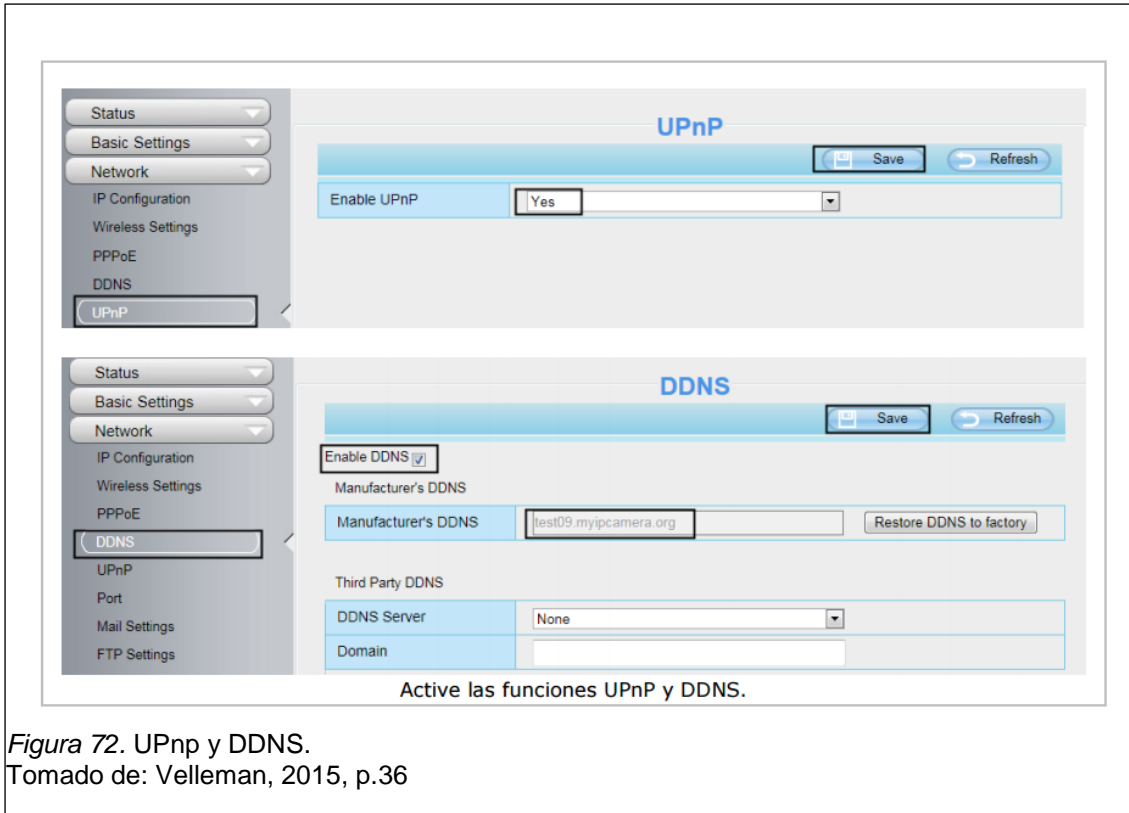 Status
Basic Settings
Network
IP Configuration
Wireless Settings
PPPoE
DDNS
UPnP
UPnP
Save Refresh
Enable UPnP Yes
Status
Basic Settings
Network
IP Configuration
Wireless Settings
PPPoE
DDNS
UPnP
Port
Mail Settings
FTP Settings
DDNS
Save Refresh
Enable DDNS
Manufacturer's DDNS
Manufacturer's DDNS test09.myipcamera.org Restore DDNS to factory
Third Party DDNS
DDNS Server None
Domain
Active las funciones UPnP y DDNS.
Figura 72. UPnp y DDNS.
Tomado de: Velleman, 2015, p.36